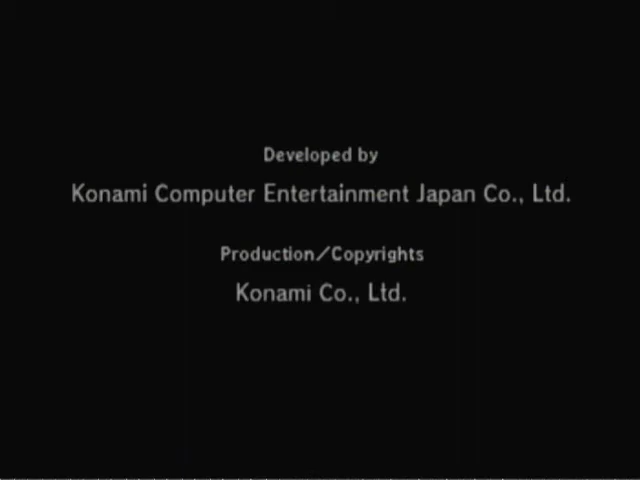 Developed by
Konami Computer Entertainment Japan Co., Ltd.
Production／Copyrights
Konami Co., Ltd.